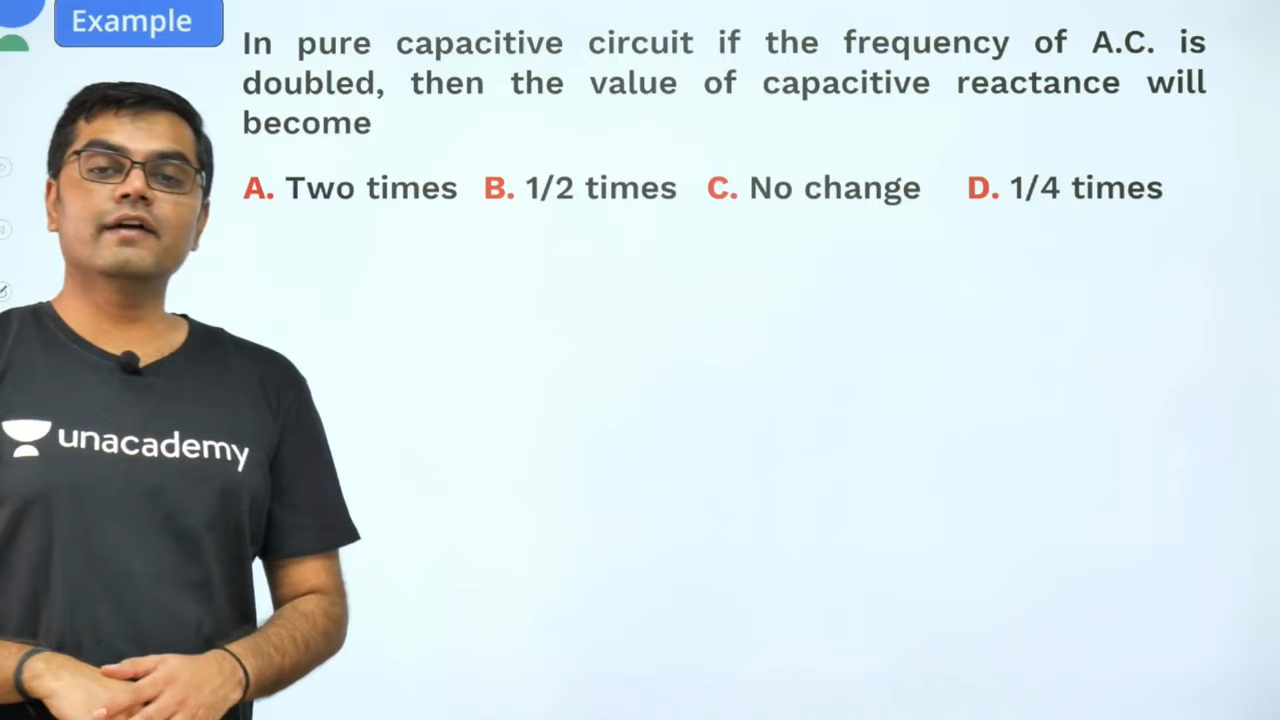 Example
In pure capacitive circuit if the frequency of A.C. is
doubled, then the value of capacitive reactance will
become
A. Two times B. 1/2 times C. No change D. 1/4 times
unacademy